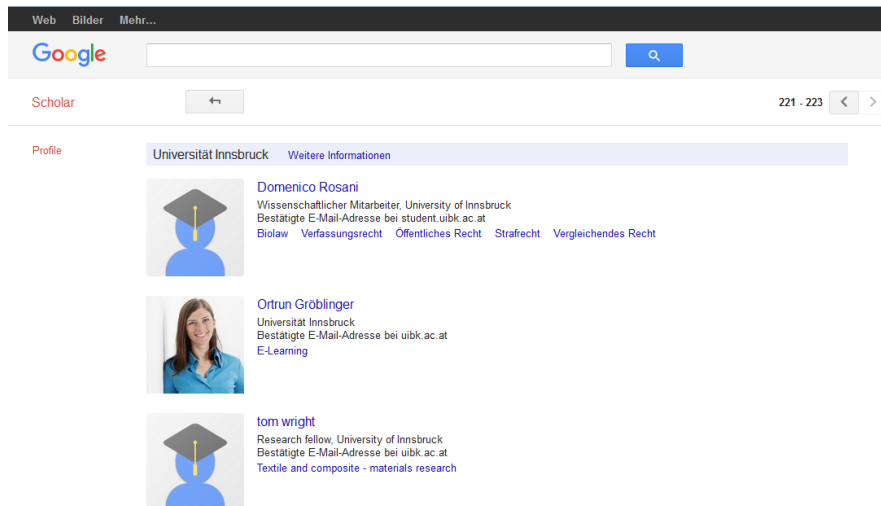 Web Bilder Mehr...
Google
Scholar
221 - 223
Profile
Universität Innsbruck Weitere Informationen
Domenico Rosani
Wissenschaftlicher Mitarbeiter, University of Innsbruck
Bestätigte E-Mail-Adresse bei student.uibk.ac.at
Biolaw Verfassungsrecht Öffentliches Recht Strafrecht Vergleichendes Recht
Ortrun Gröblinger
Universität Innsbruck
Bestätigte E-Mail-Adresse bei uibk.ac.at
E-Learning
tom wright
Research fellow, University of Innsbruck
Bestätigte E-Mail-Adresse bei uibk.ac.at
Textile and composite - materials research